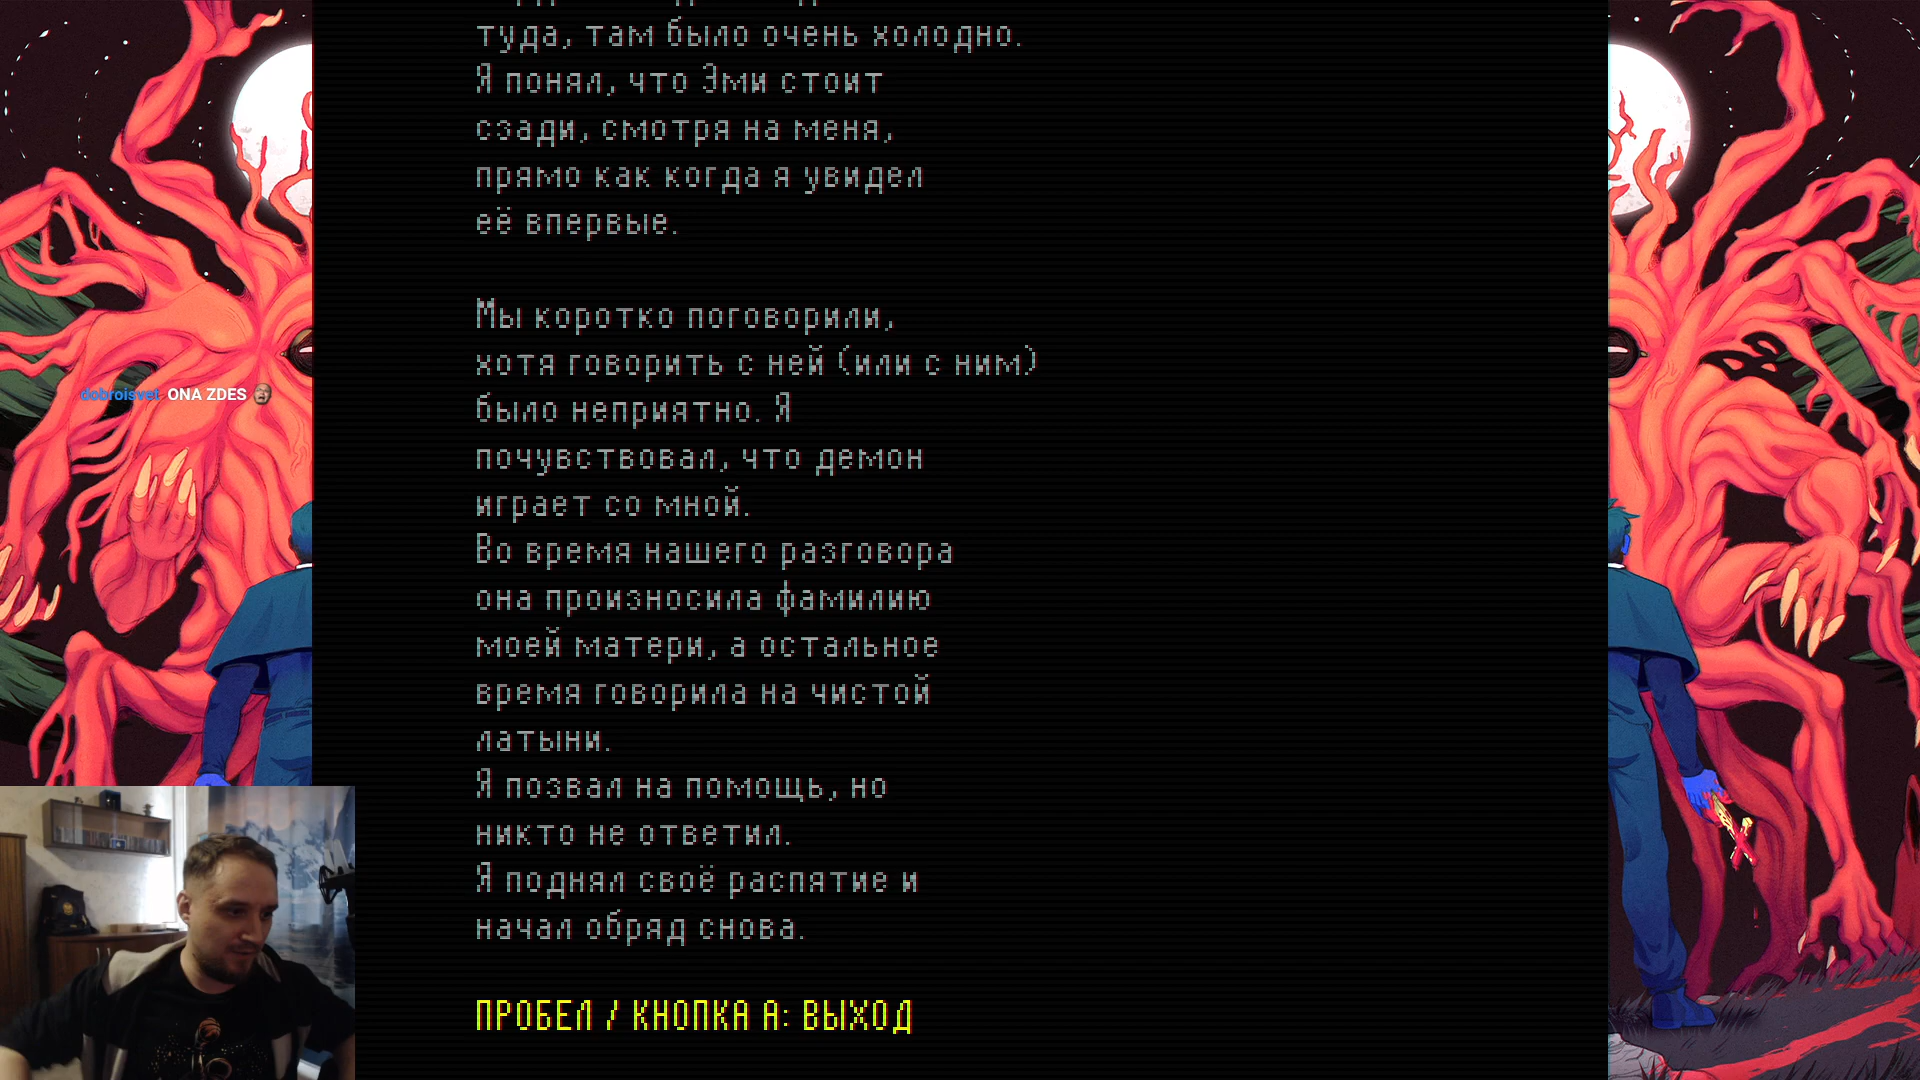 туда, там было очень холодно.
Я понял, что Эми стоит
сзади, смотря на меня,
прямо как когда я увидел
её впервые.
Мы коротко поговорили,
хотя говорить с ней (или с ним)
было неприятно. Я
почувствовал, что демон
играет со мной.
Во время нашего разговора
она произносила фамилию
моей матери, а остальное
время говорила на чистой
латыни.
Я позвал на помощь, но
никто не ответил.
Я поднял своё распятие и
начал обряд снова.
ПРОБЕЛ / КНОПКА A: ВЫХОД
dobroisvet ONA ZDES